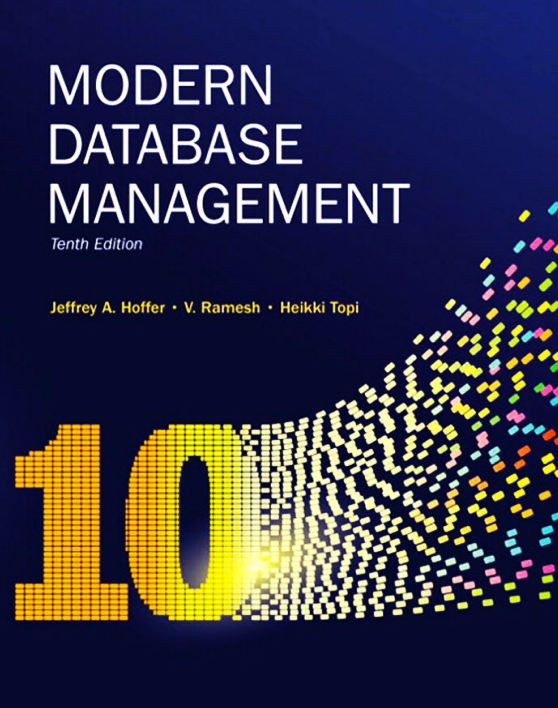 MODERN
DATABASE
MANAGEMENT
Tenth Edition
Jeffrey A. Hoffer • V. Ramesh • Heikki Topi
10